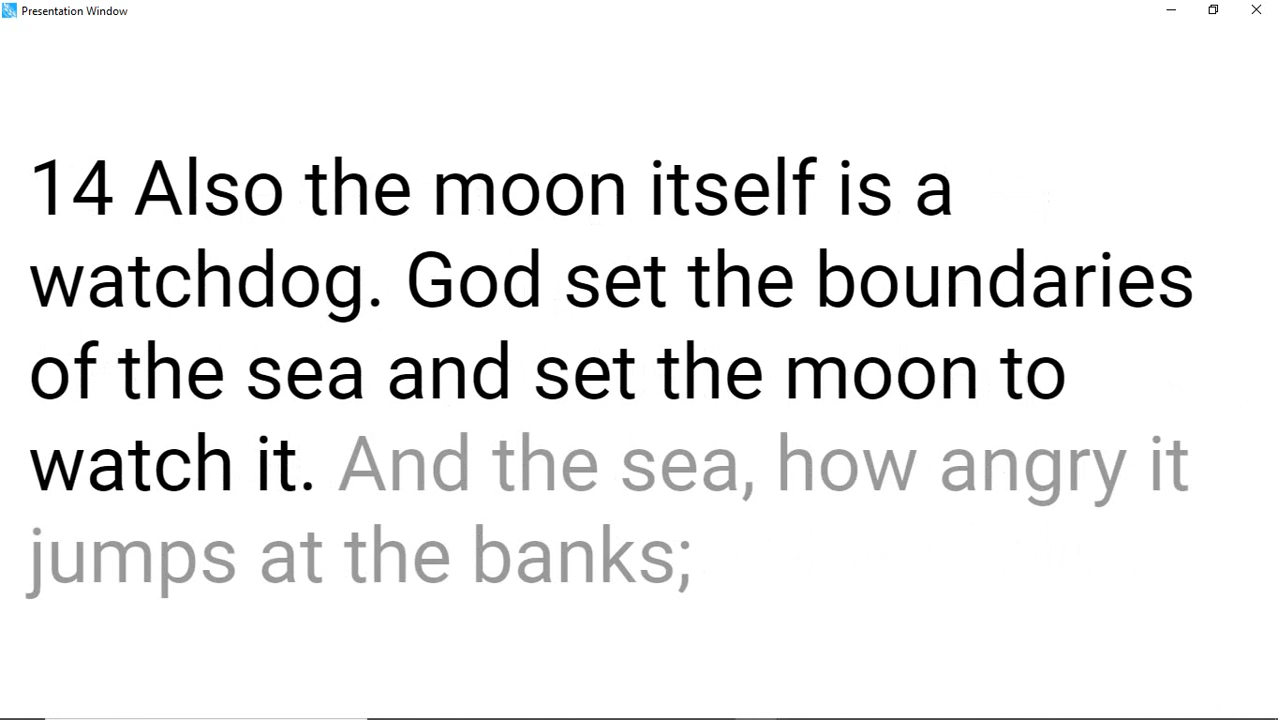 Presentation Window
14 Also the moon itself is a
watchdog. God set the boundaries
of the sea and set the moon to
watch it. And the sea, how angry it
jumps at the banks;